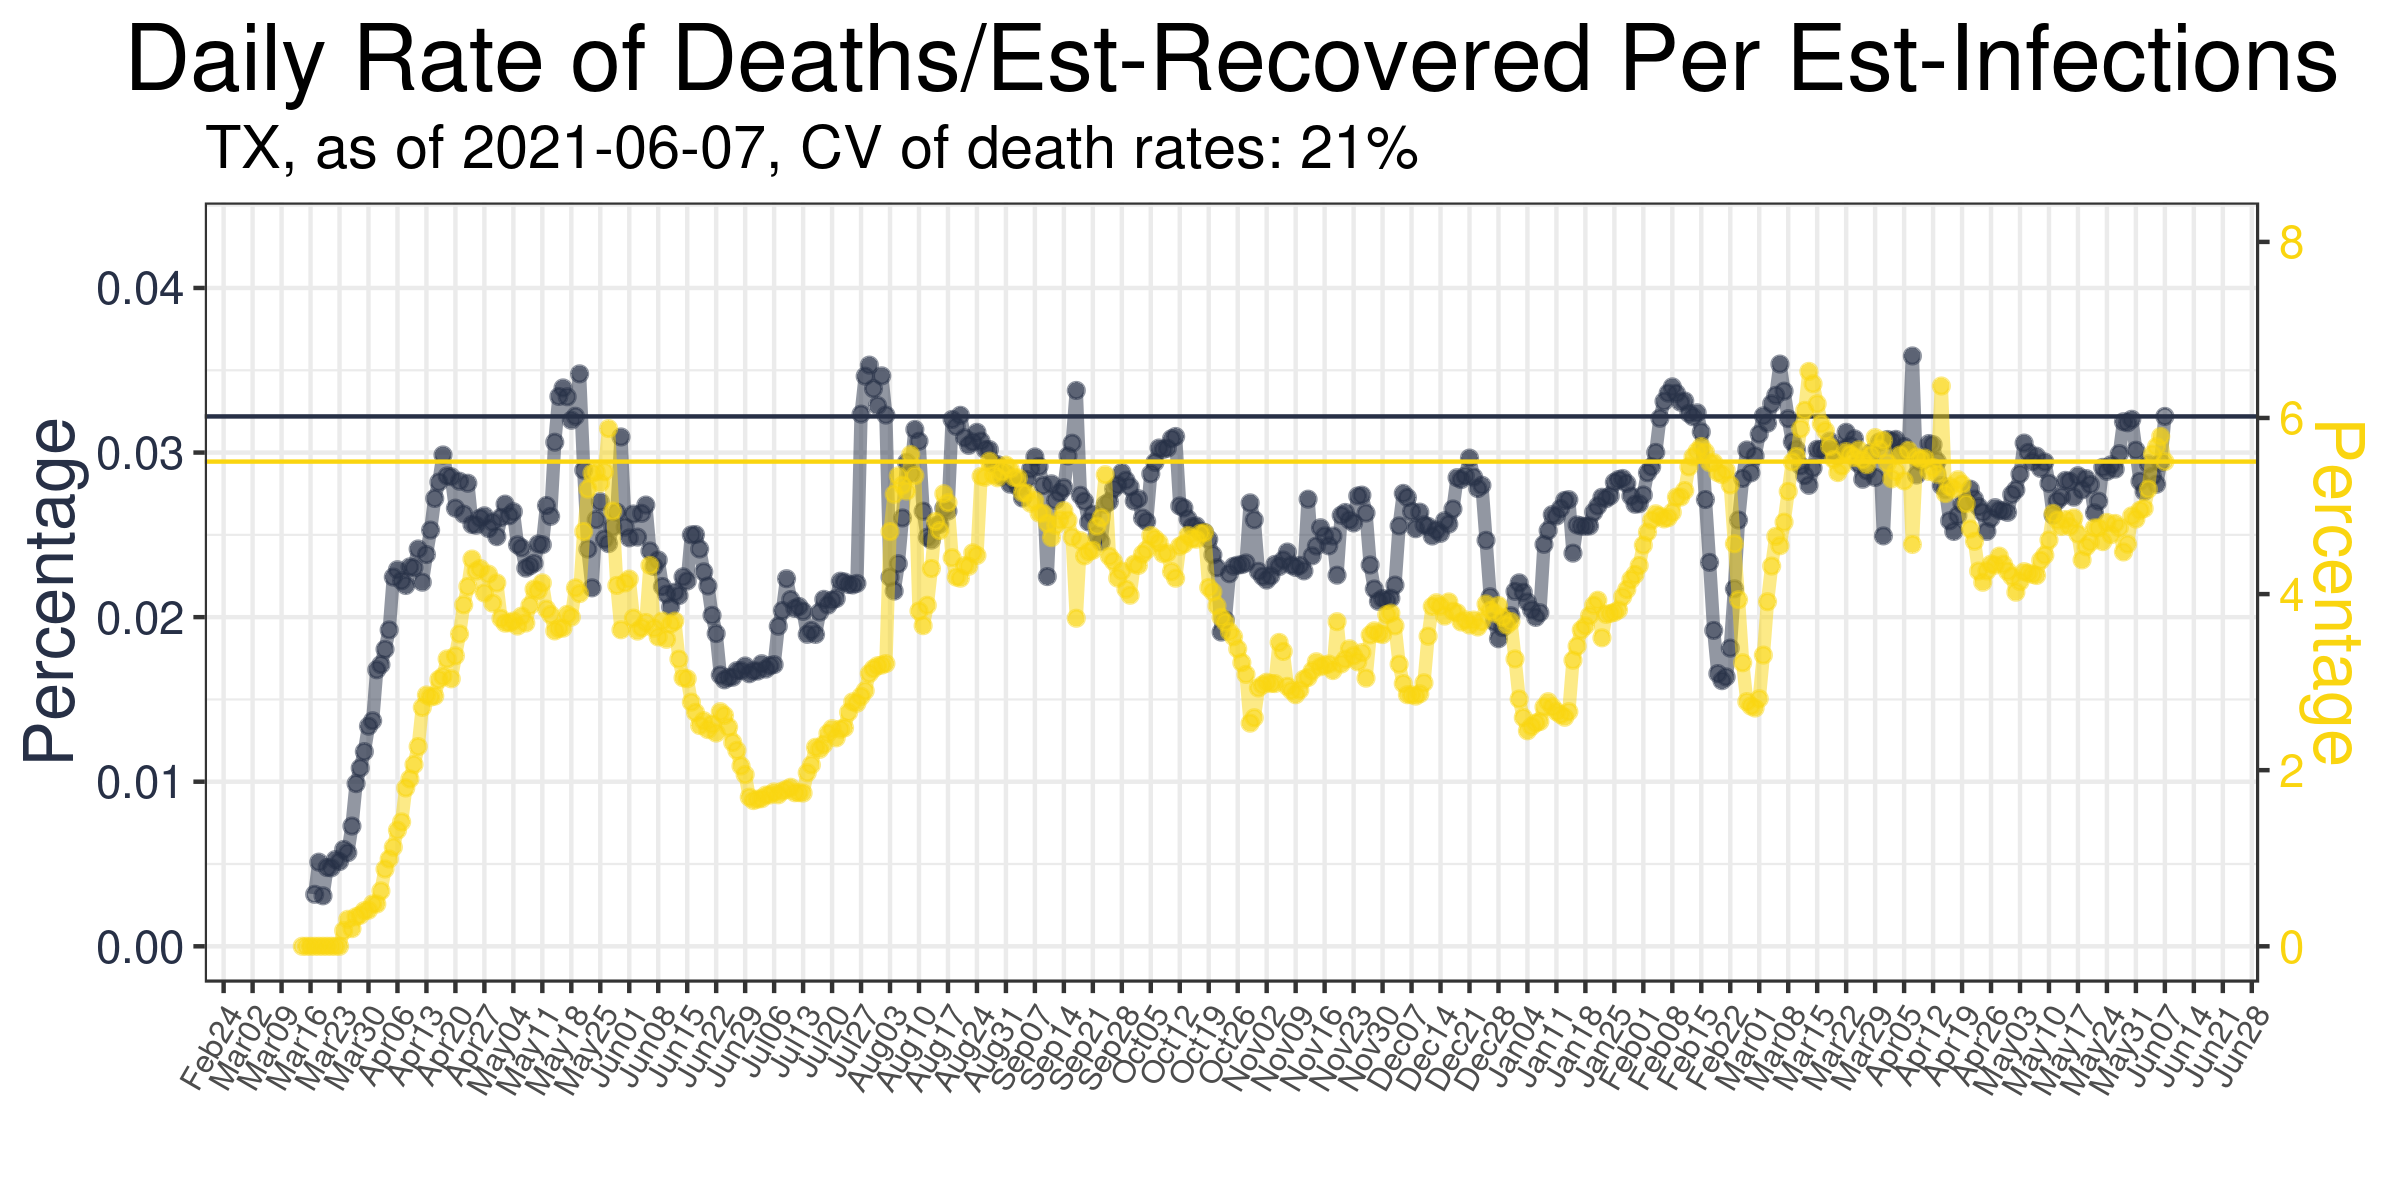 Daily Rate of Deaths/Est-Recovered Per Est-Infections
TX, as of 2021-06-07, CV of death rates: 21%
Percentage
0.04
0.03
0.02
0.01
0.00
8
6
4
2
0
Percentage
Feb24
Mar02
Mar09
Mar16
Mar23
Mar30
Apr06
Apr13
Apr20
Apr27
May04
May11
May18
May25
Jun01
Jun08
Jun15
Jun22
Jun29
Jul06
Jul13
Jul20
Jul27
Aug03
Aug10
Aug17
Aug24
Aug31
Sep07
Sep14
Sep21
Sep28
Oct05
Oct12
Oct19
Oct26
Nov02
Nov09
Nov16
Nov23
Nov30
Dec07
Dec14
Dec21
Dec28
Jan04
Jan11
Jan18
Jan25
Feb01
Feb08
Feb15
Feb22
Mar01
Mar08
Mar15
Mar22
Mar29
Apr05
Apr12
Apr19
Apr26
May03
May10
May17
May24
May31
Jun07
Jun14
Jun21
Jun28